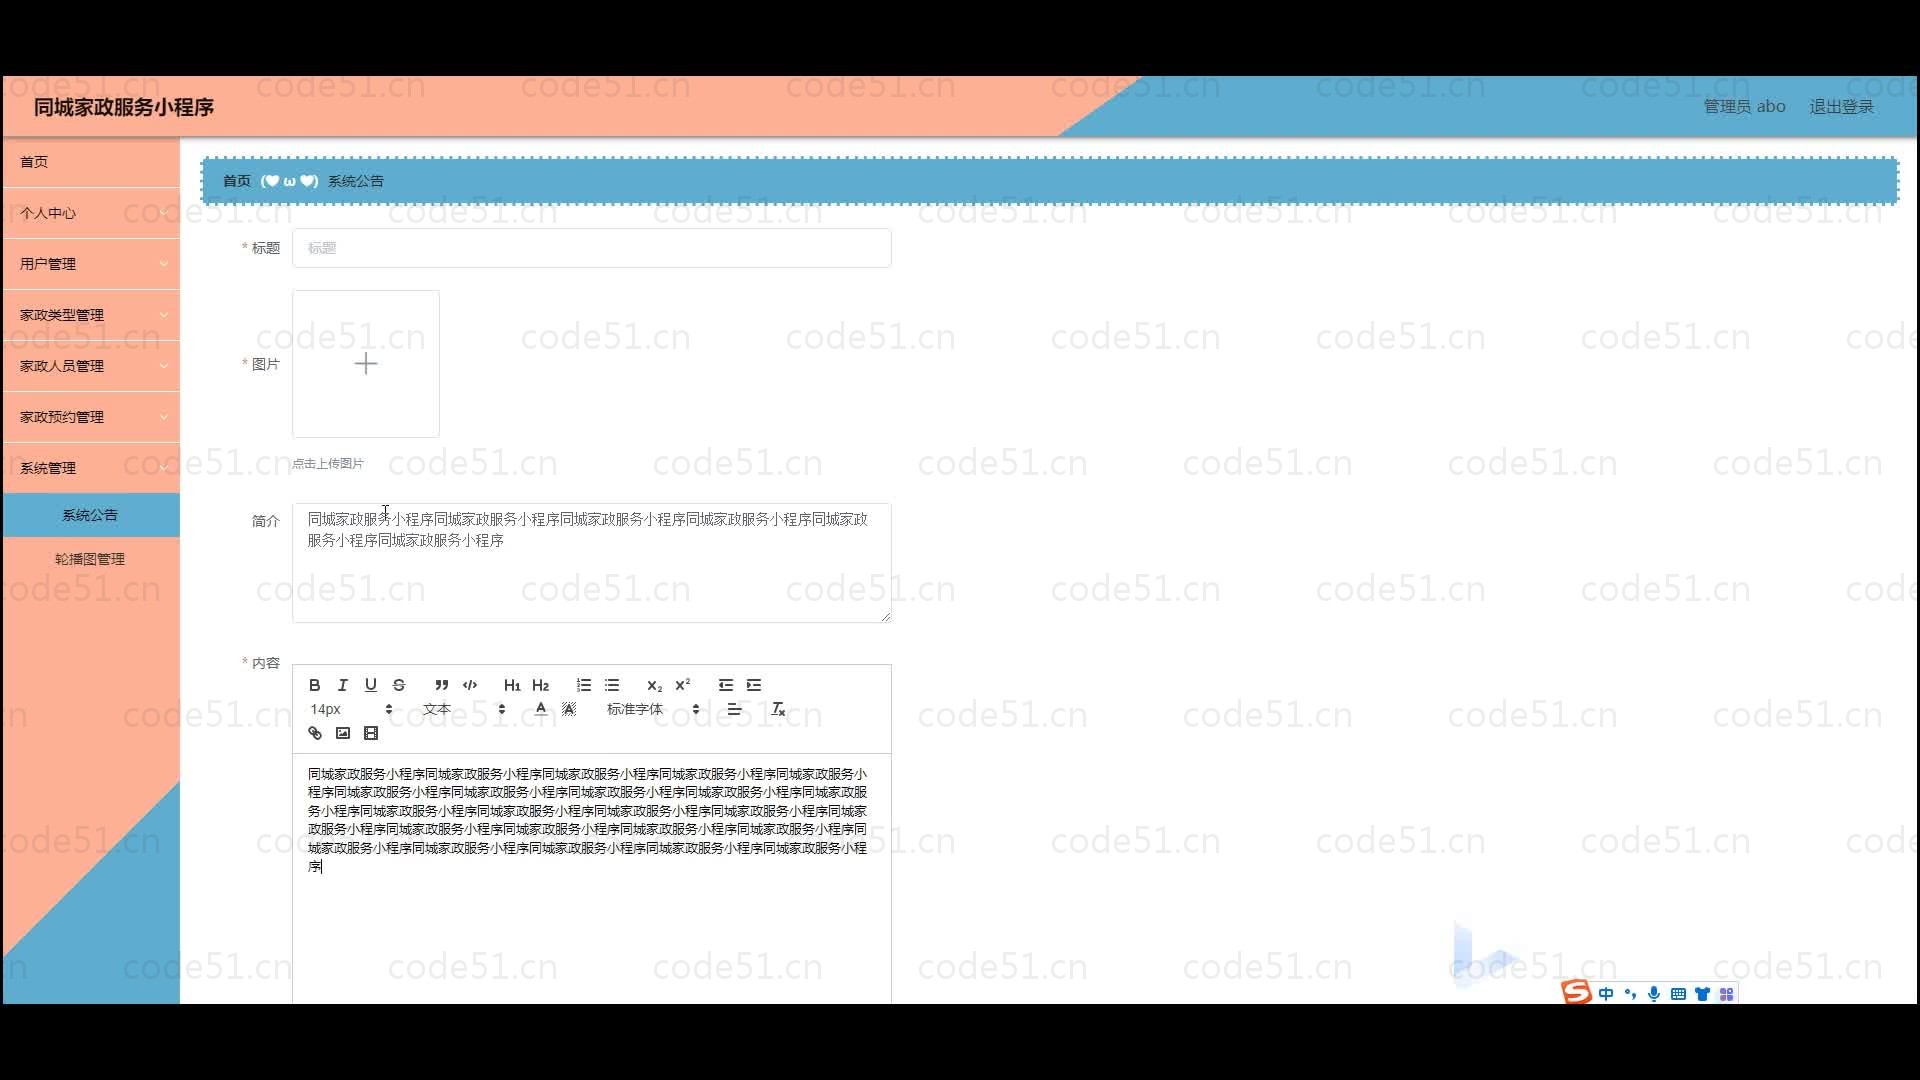 同城家政服务小程序
管理员 abo
退出登录
首页
个人中心
用户管理
家政类型管理
家政人员管理
家政预约管理
系统管理
系统公告
轮播图管理
首页 (♥ ω ♥) 系统公告
* 标题
标题
* 图片
点击上传图片
简介
同城家政服务小程序同城家政服务小程序同城家政服务小程序同城家政服务小程序同城家政
服务小程序同城家政服务小程序
* 内容
B I U S H1 H2 X₂ X²
14px 文本 A A 标准字体 Tx
同城家政服务小程序同城家政服务小程序同城家政服务小程序同城家政服务小程序同城家政服务小
程序同城家政服务小程序同城家政服务小程序同城家政服务小程序同城家政服务小程序同城家政服
务小程序同城家政服务小程序同城家政服务小程序同城家政服务小程序同城家政服务小程序同城家
政服务小程序同城家政服务小程序同城家政服务小程序同城家政服务小程序同城家政服务小程序同
城家政服务小程序同城家政服务小程序同城家政服务小程序同城家政服务小程序同城家政服务小程
序
中
code51.cn